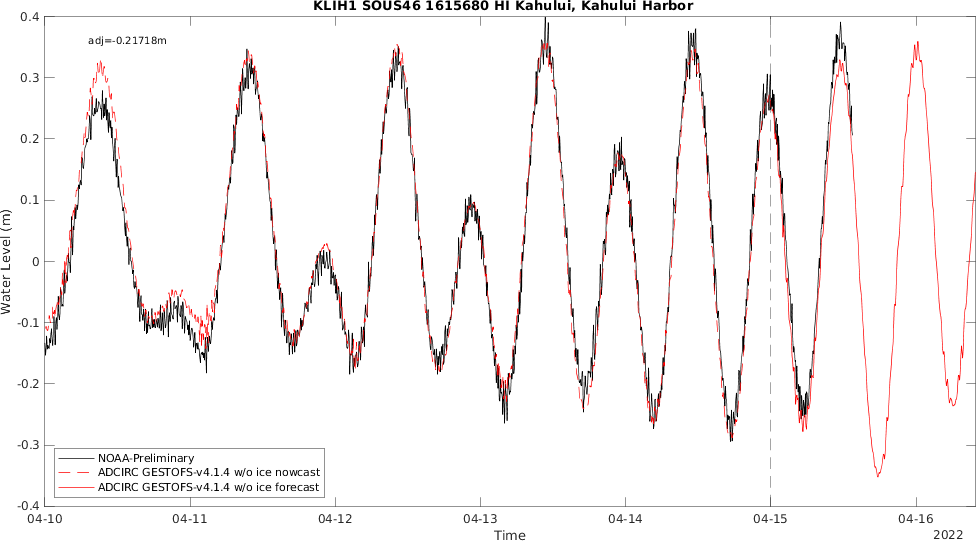 KLIH1 SOUS46 1615680 HI Kahului, Kahului Harbor
adj=-0.21718m
0.4
0.3
0.2
0.1
0
-0.1
-0.2
-0.3
-0.4
Water Level (m)
NOAA-Preliminary
ADCIRC GESTOFS-v4.1.4 w/o ice nowcast
ADCIRC GESTOFS-v4.1.4 w/o ice forecast
04-10 04-11 04-12 04-13 04-14 04-15 04-16
Time
2022